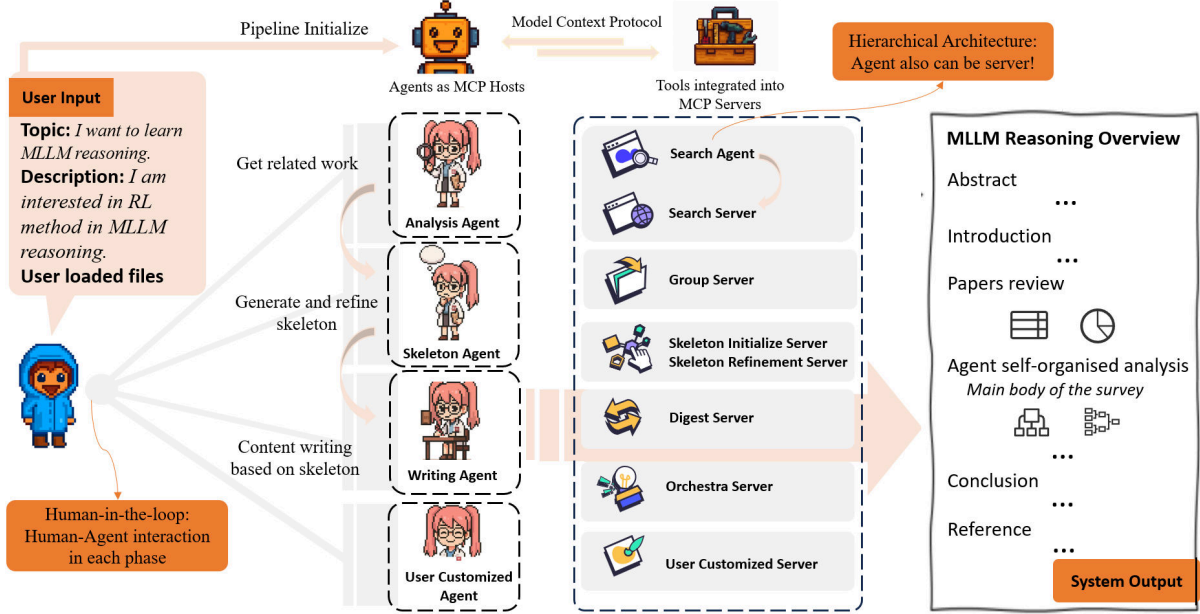 Pipeline Initialize
Model Context Protocol
Agents as MCP Hosts
Tools integrated into
MCP Servers
Hierarchical Architecture:
Agent also can be server!
User Input
Topic: I want to learn
MLLM reasoning.
Description: I am
interested in RL
method in MLLM
reasoning.
User loaded files
Get related work
Generate and refine
skeleton
Content writing
based on skeleton
Human-in-the-loop:
Human-Agent interaction
in each phase
Analysis Agent
Skeleton Agent
Writing Agent
User Customized
Agent
Search Agent
Search Server
Group Server
Skeleton Initialize Server
Skeleton Refinement Server
Digest Server
Orchestra Server
User Customized Server
MLLM Reasoning Overview
Abstract
...
Introduction
...
Papers review
Agent self-organised analysis
Main body of the survey
...
Conclusion
...
Reference
...
System Output